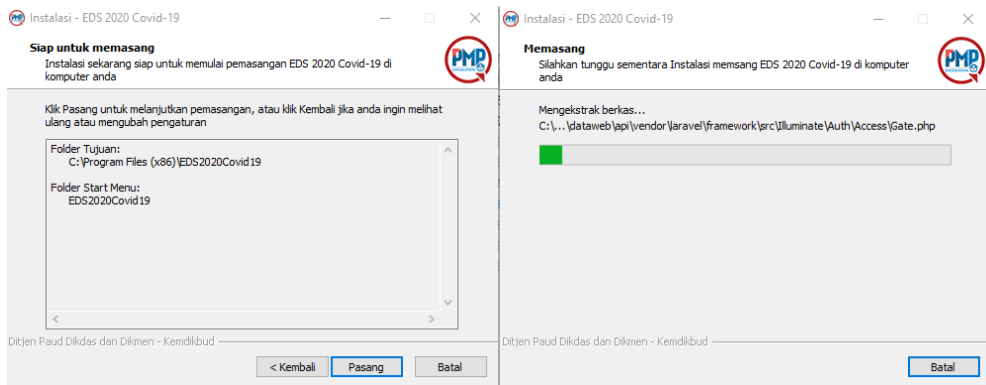 Instalasi - EDS 2020 Covid-19
Siap untuk memasang
Instalasi sekarang siap untuk memulai pemasangan EDS 2020 Covid-19 di
komputer anda
PMP
Klik Pasang untuk melanjutkan pemasangan, atau klik Kembali jika anda ingin melihat
ulang atau mengubah pengaturan
Folder Tujuan:
C:\Program Files (x86)\EDS2020Covid19
Folder Start Menu:
EDS2020Covid19
Ditjen Paud Dikdas dan Dikmen - Kemdikbud
< Kembali
Pasang
Batal
Instalasi - EDS 2020 Covid-19
Memasang
Silahkan tunggu sementara Instalasi memsang EDS 2020 Covid-19 di komputer
anda
PMP
Mengekstrak berkas...
C:\...\dataweb\api\vendor\laravel\framework\src\Illuminate\Auth\Access\Gate.php
Ditjen Paud Dikdas dan Dikmen - Kemdikbud
Batal